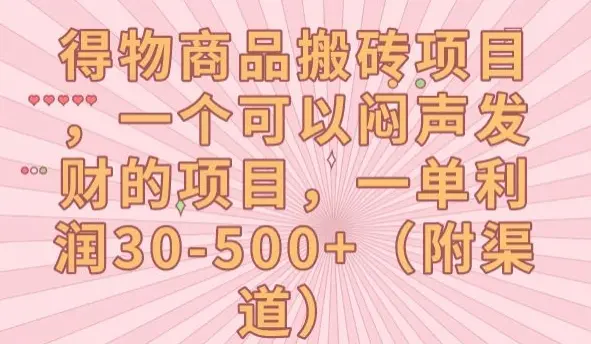 得物商品搬砖项目
，一个可以闷声发
财的项目，一单利
润30-500+（附渠
道）